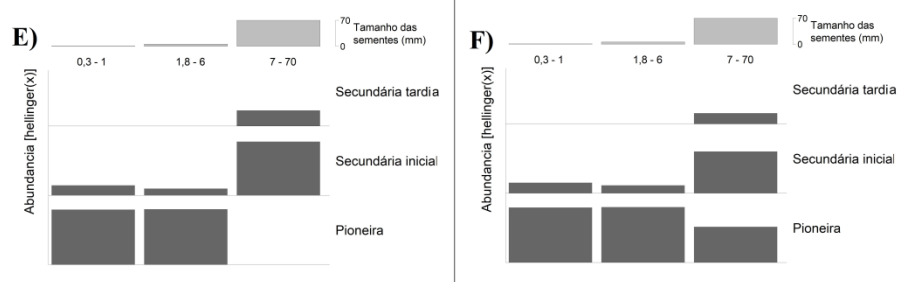 E)
70
0
Tamanho das
sementes (mm)
0,3 - 1
1,8 - 6
7 - 70
Abundancia [hellinger(x)]
Secundária tardia
Secundária inicial
Pioneira
F)
70
0
Tamanho das
sementes (mm)
0,3 - 1
1,8 - 6
7 - 70
Abundancia [hellinger(x)]
Secundária tardia
Secundária inicial
Pioneira